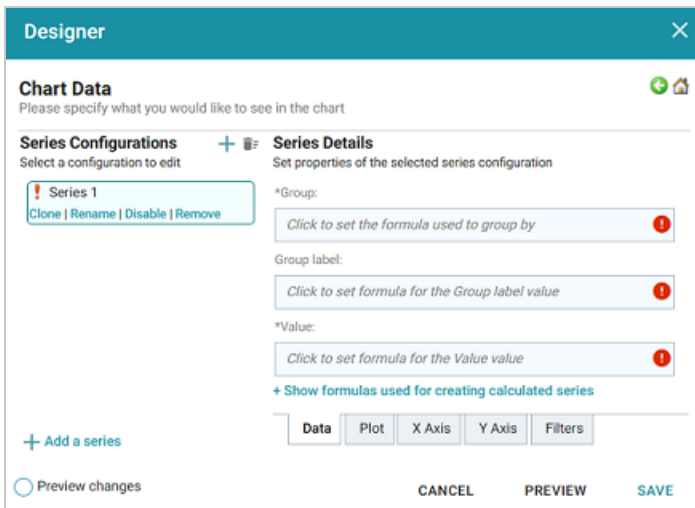 Designer
Chart Data
Please specify what you would like to see in the chart
Series Configurations
Select a configuration to edit
Series 1
Clone | Rename | Disable | Remove
+ Add a series
Preview changes
Series Details
Set properties of the selected series configuration
*Group:
Click to set the formula used to group by
Group label:
Click to set formula for the Group label value
*Value:
Click to set formula for the Value value
+ Show formulas used for creating calculated series
Data Plot X Axis Y Axis Filters
CANCEL PREVIEW SAVE